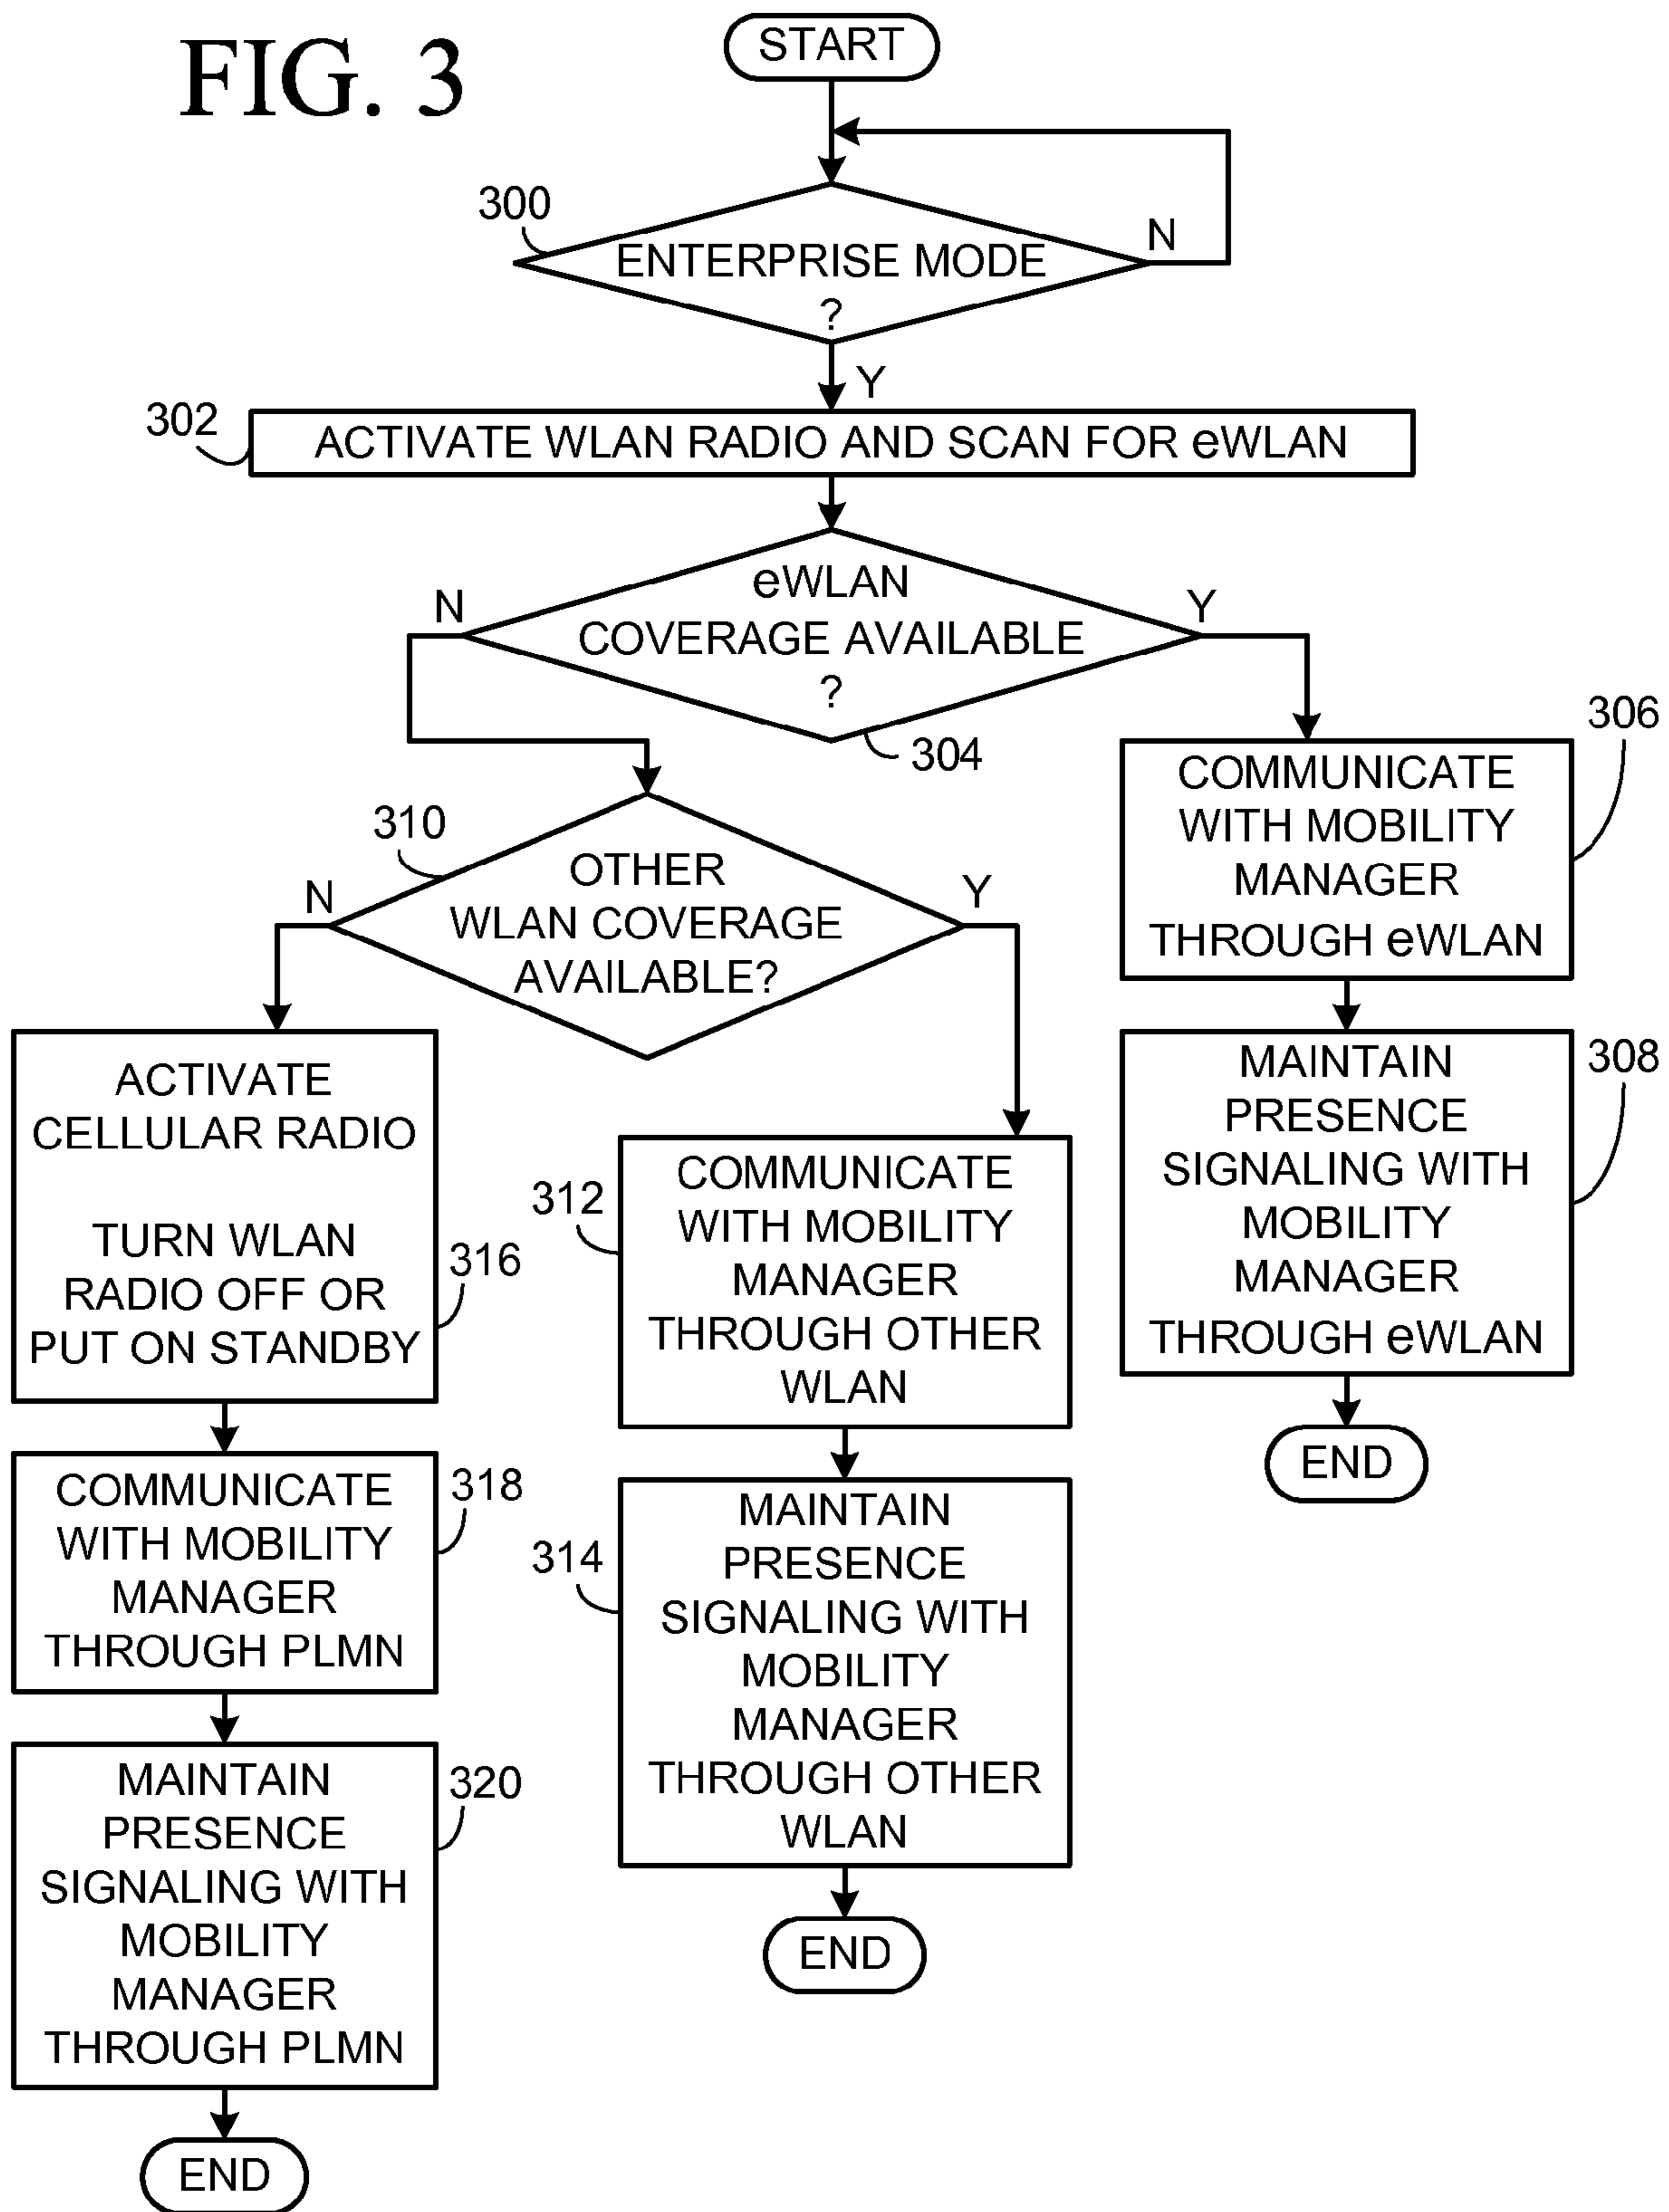 FIG. 3
START
300
ENTERPRISE MODE
?
N
Y
302
ACTIVATE WLAN RADIO AND SCAN FOR eWLAN
N
eWLAN
COVERAGE AVAILABLE
?
Y
304
306
COMMUNICATE
WITH MOBILITY
MANAGER
THROUGH eWLAN
308
MAINTAIN
PRESENCE
SIGNALING WITH
MOBILITY
MANAGER
THROUGH eWLAN
END
310
N
OTHER
WLAN COVERAGE
AVAILABLE?
Y
312
COMMUNICATE
WITH MOBILITY
MANAGER
THROUGH OTHER
WLAN
314
MAINTAIN
PRESENCE
SIGNALING WITH
MOBILITY
MANAGER
THROUGH OTHER
WLAN
END
ACTIVATE
CELLULAR RADIO
TURN WLAN
RADIO OFF OR
PUT ON STANDBY
316
COMMUNICATE
WITH MOBILITY
MANAGER
THROUGH PLMN
318
MAINTAIN
PRESENCE
SIGNALING WITH
MOBILITY
MANAGER
THROUGH PLMN
320
END